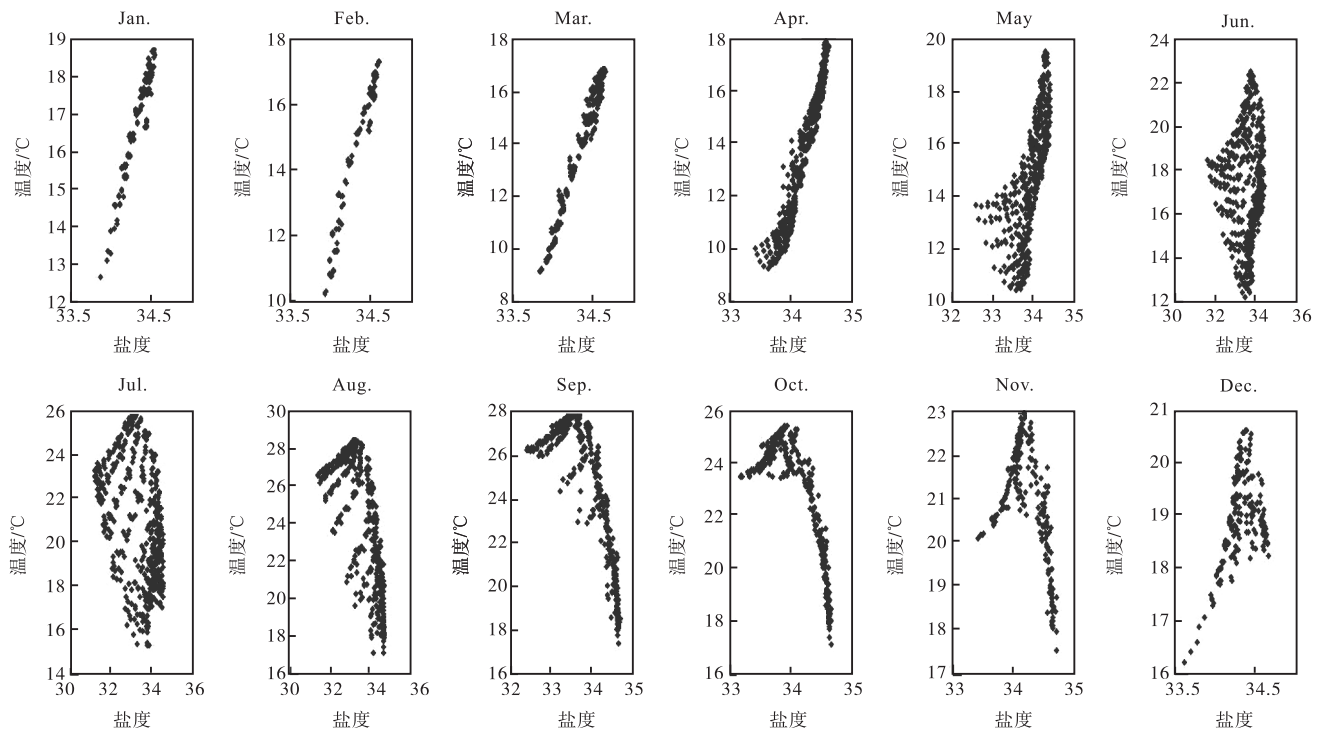 Jan. Feb. Mar. Apr. May Jun.
19 18 18 18 20 24
18 16 16 16 18 22
17 20
16 14 14 14 16 18
15 12 12 12 14 16
14
13 10 10 12 14
12 10 8 8 10 12
温度/℃ 温度/℃ 温度/℃ 温度/℃ 温度/℃ 温度/℃
33.5 34.5 33.5 34.5 33.5 34.5 33 34 35 32 33 34 35 30 32 34 36
盐度 盐度 盐度 盐度 盐度 盐度
Jul. Aug. Sep. Oct. Nov. Dec.
26 30 28 26 23 21
24 28 26 24 22 20
22 26 24 21
20 24 22 22 20 19
18 22 20 20 19 18
16 20 18 18 18 17
18
14 16 16 16 17 16
温度/℃ 温度/℃ 温度/℃ 温度/℃ 温度/℃ 温度/℃
30 32 34 36 30 32 34 36 32 33 34 35 33 34 35 33 34 35 33.5 34.5
盐度 盐度 盐度 盐度 盐度 盐度